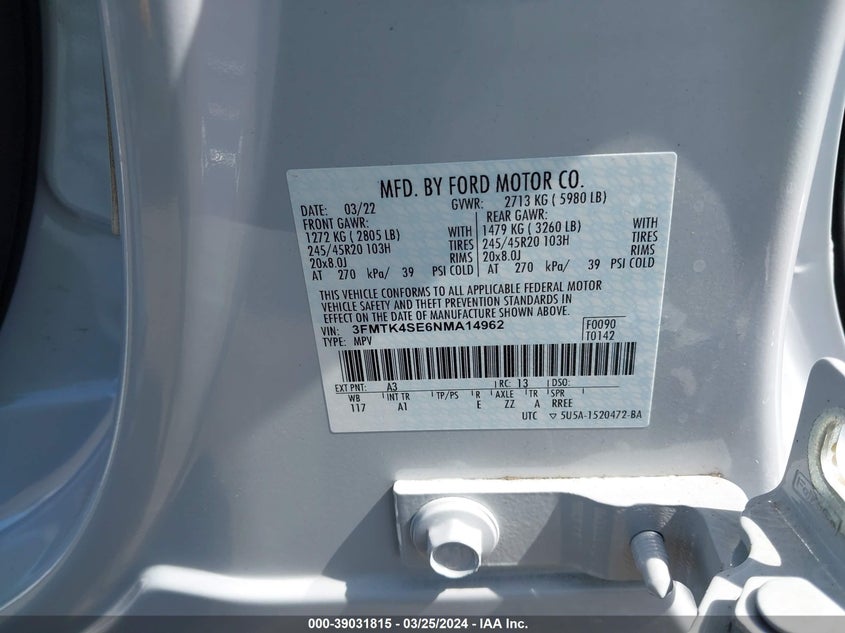 MFD. BY FORD MOTOR CO.
DATE: 03/22 GVWR: 2713 KG ( 5980 LB)
FRONT GAWR: REAR GAWR:
1272 KG ( 2805 LB) WITH 1479 KG ( 3260 LB) WITH
245/45R20 103H TIRES 245/45R20 103H TIRES
20x8.0J RIMS 20x8.0J RIMS
AT 270 kPa/ 39 PSI COLD AT 270 kPa/ 39 PSI COLD
THIS VEHICLE CONFORMS TO ALL APPLICABLE FEDERAL MOTOR
VEHICLE SAFETY AND THEFT PREVENTION STANDARDS IN
EFFECT ON THE DATE OF MANUFACTURE SHOWN ABOVE.
VIN: 3FMTK4SE6NMA14962 F0090
TYPE: MPV T0142
EXT PNT: A3 RC: 13 DSO:
WB INT TR TP/PS R AXLE TR SPR
117 A1 E ZZ A RREE
UTC ▽ 5U5A-1520472-BA
000-39031815 / 03/25/2024 - IAA Inc.